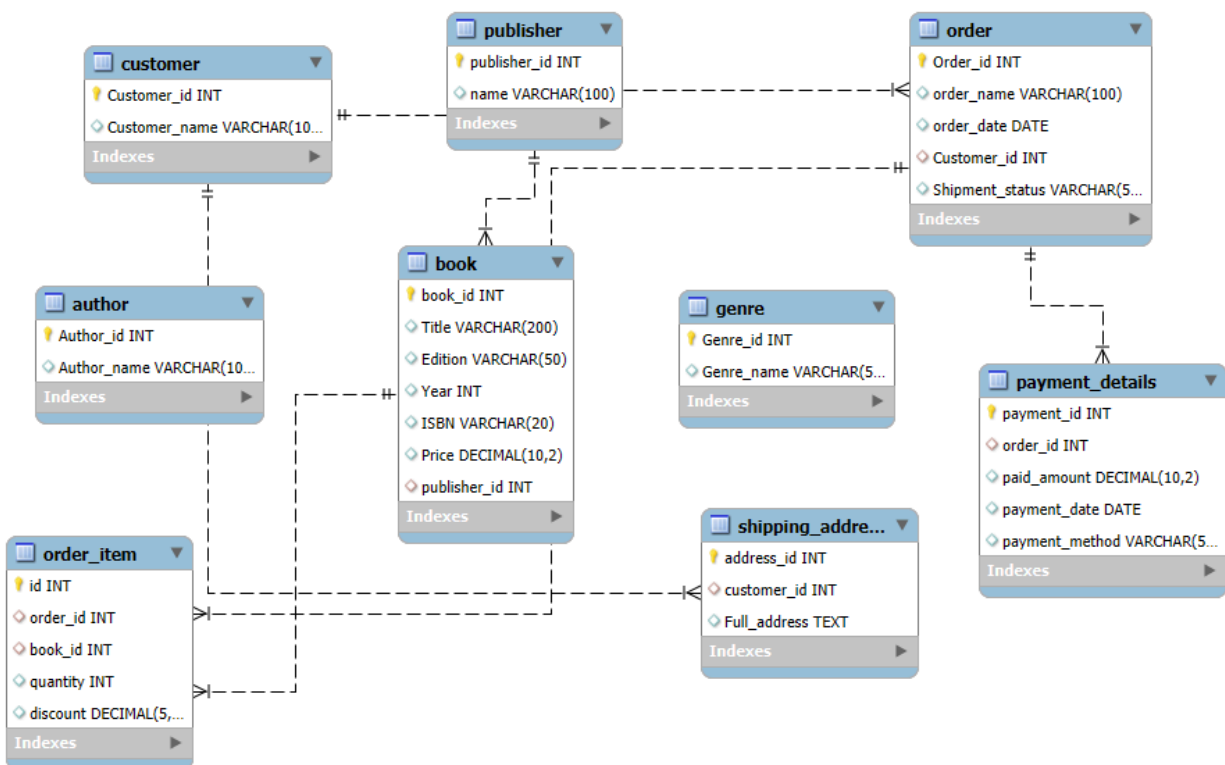 customer
Customer_id INT
Customer_name VARCHAR(10...
Indexes
publisher
publisher_id INT
name VARCHAR(100)
Indexes
order
Order_id INT
order_name VARCHAR(100)
order_date DATE
Customer_id INT
Shipment_status VARCHAR(5...
Indexes
author
Author_id INT
Author_name VARCHAR(10...
Indexes
book
book_id INT
Title VARCHAR(200)
Edition VARCHAR(50)
Year INT
ISBN VARCHAR(20)
Price DECIMAL(10,2)
publisher_id INT
Indexes
genre
Genre_id INT
Genre_name VARCHAR(5...
Indexes
payment_details
payment_id INT
order_id INT
paid_amount DECIMAL(10,2)
payment_date DATE
payment_method VARCHAR(5...
Indexes
order_item
id INT
order_id INT
book_id INT
quantity INT
discount DECIMAL(5,...
Indexes
shipping_addre...
address_id INT
customer_id INT
Full_address TEXT
Indexes